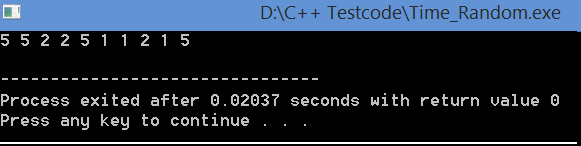 D:\C++ Testcode\Time_Random.exe
5 5 2 2 5 1 1 2 1 5
--------------------------------
Process exited after 0.02037 seconds with return value 0
Press any key to continue . . .